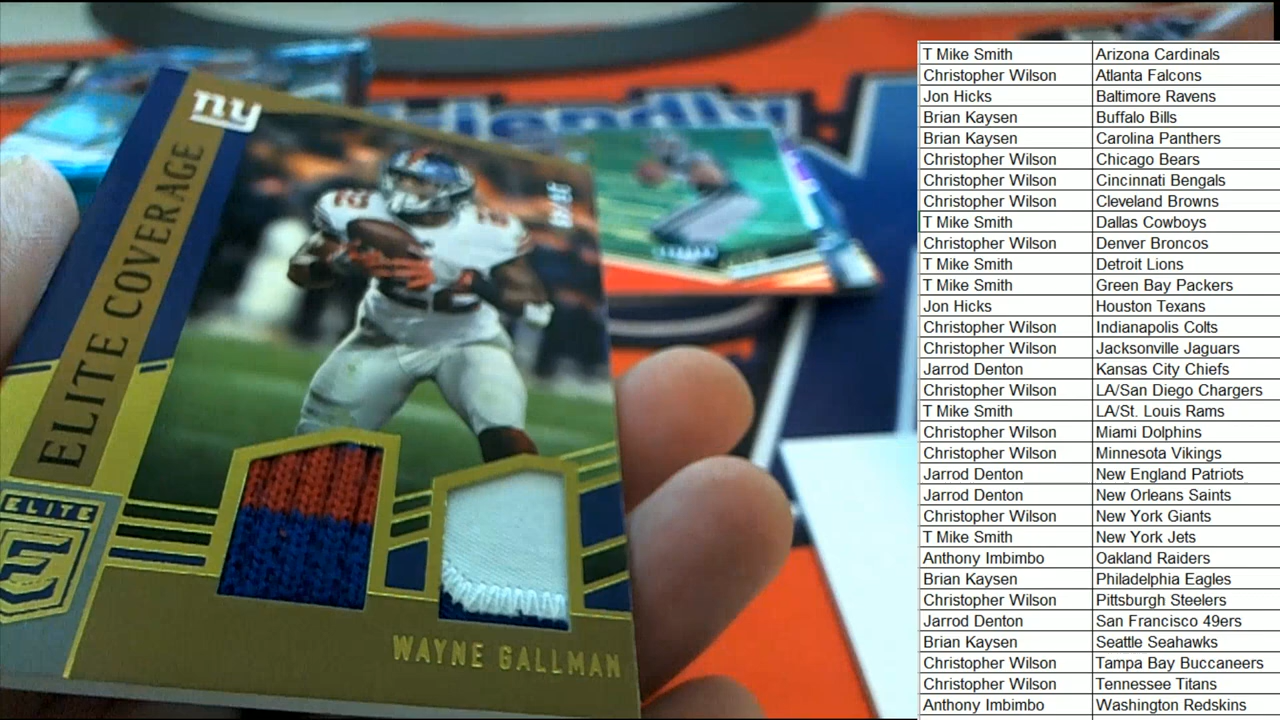 ny
ELITE COVERAGE
22
ELITE
E
WAYNE GALLMAN
T Mike Smith Arizona Cardinals
Christopher Wilson Atlanta Falcons
Jon Hicks Baltimore Ravens
Brian Kaysen Buffalo Bills
Brian Kaysen Carolina Panthers
Christopher Wilson Chicago Bears
Christopher Wilson Cincinnati Bengals
Christopher Wilson Cleveland Browns
T Mike Smith Dallas Cowboys
Christopher Wilson Denver Broncos
T Mike Smith Detroit Lions
T Mike Smith Green Bay Packers
Jon Hicks Houston Texans
Christopher Wilson Indianapolis Colts
Christopher Wilson Jacksonville Jaguars
Jarrod Denton Kansas City Chiefs
Christopher Wilson LA/San Diego Chargers
T Mike Smith LA/St. Louis Rams
Christopher Wilson Miami Dolphins
Christopher Wilson Minnesota Vikings
Jarrod Denton New England Patriots
Jarrod Denton New Orleans Saints
Christopher Wilson New York Giants
T Mike Smith New York Jets
Anthony Imbimbo Oakland Raiders
Brian Kaysen Philadelphia Eagles
Christopher Wilson Pittsburgh Steelers
Jarrod Denton San Francisco 49ers
Brian Kaysen Seattle Seahawks
Christopher Wilson Tampa Bay Buccaneers
Christopher Wilson Tennessee Titans
Anthony Imbimbo Washington Redskins